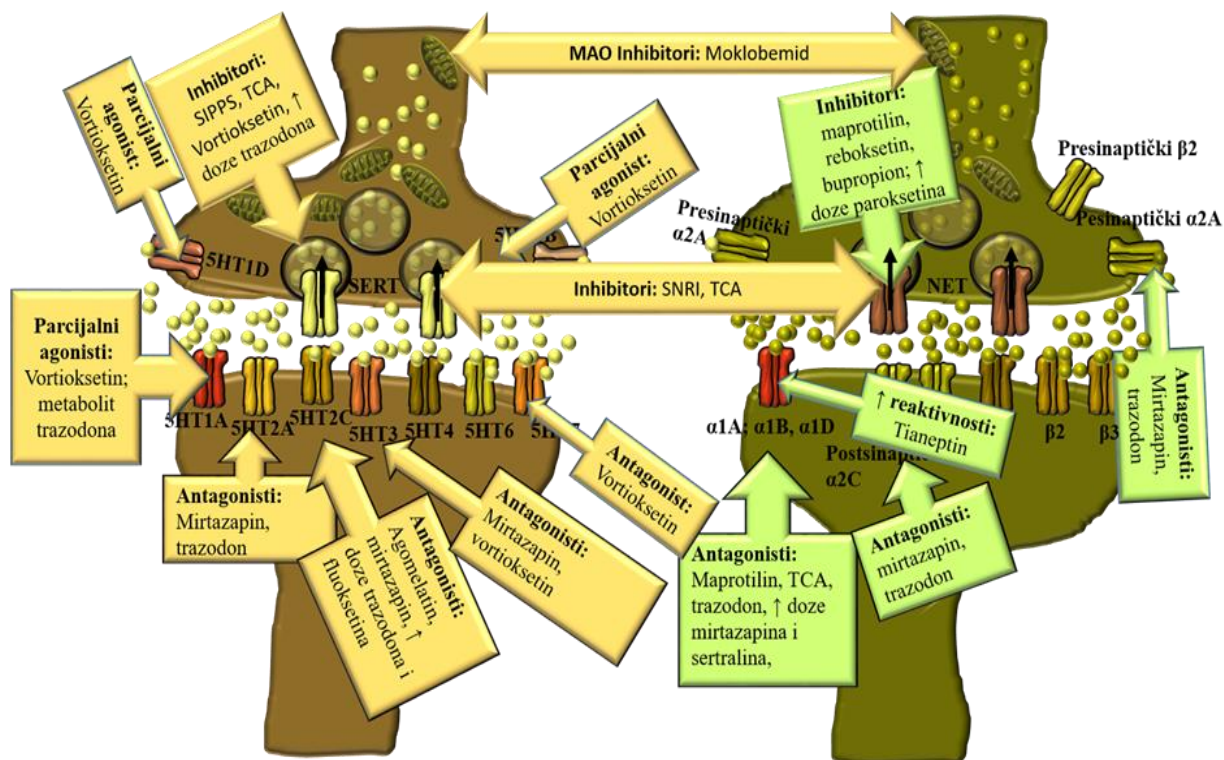 MAO Inhibitori: Moklobemid
Parcijalni
agonist:
Vortioksetin
Inhibitori:
SIPPS, TCA,
Vortioksetin, ↑
doze trazodona
Parcijalni
agonist:
Vortioksetin
Inhibitori:
maprotilin,
reboksetin,
bupropion; ↑
doze paroksetina
Presinaptički β2
Presinaptički
α2A
Pesinaptički α2A
5HT1D
SERT
Inhibitori: SNRI, TCA
NET
Parcijalni
agonisti:
Vortioksetin;
metabolit
trazodona
5HT1A
5HT2A
5HT2C
5HT3
5HT4
5HT6
α1A; α1B, α1D
β2
Postsinaptič
α2C
↑ reaktivnosti:
Tianeptin
Antagonisti:
Mirtazapin,
trazodon
Antagonisti:
Mirtazapin,
trazodon
Antagonisti:
Agomelatin,
mirtazapin, ↑
doze trazodona i
fluoksetina
Antagonisti:
Mirtazapin,
vortioksetin
Antagonist:
Vortioksetin
Antagonisti:
Maprotilin, TCA,
trazodon, ↑ doze
mirtazapina i
sertralina,
Antagonisti:
mirtazapin,
trazodon